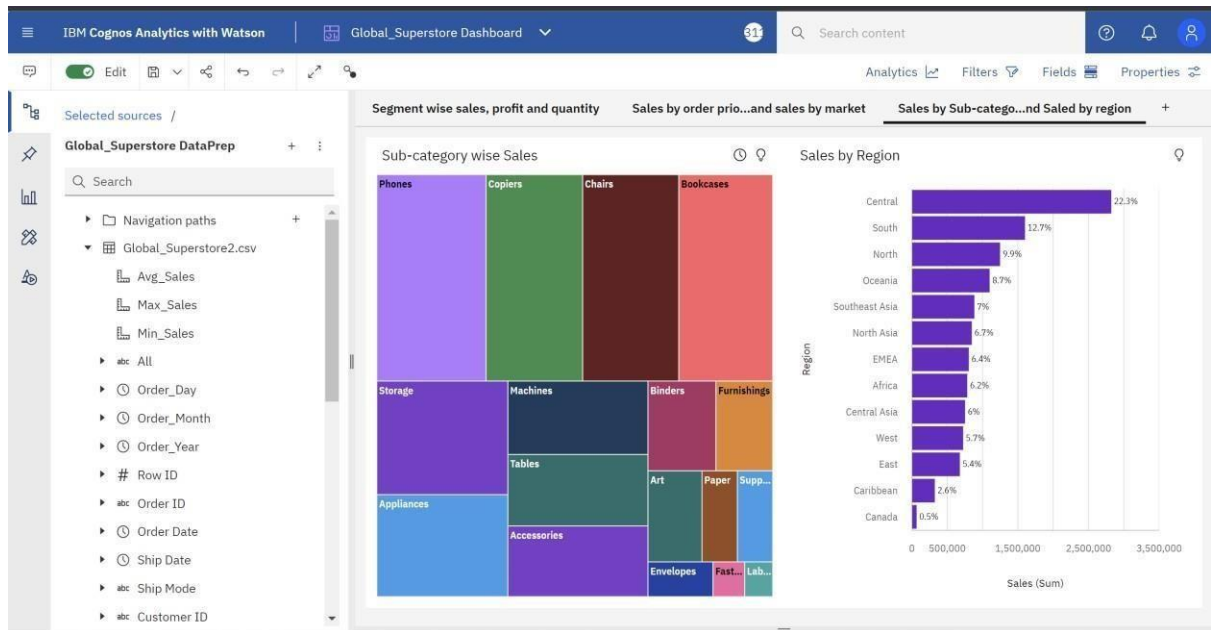 IBM Cognos Analytics with Watson
Global_Superstore Dashboard
Search content
Edit
Analytics
Filters
Fields
Properties
Selected sources /
Global_Superstore DataPrep
Search
Navigation paths
Global_Superstore2.csv
Avg_Sales
Max_Sales
Min_Sales
abc All
Order_Day
Order_Month
Order_Year
# Row ID
abc Order ID
Order Date
Ship Date
abc Ship Mode
abc Customer ID
Segment wise sales, profit and quantity
Sales by order prio...and sales by market
Sales by Sub-catego...nd Saled by region
Sub-category wise Sales
Phones
Copiers
Chairs
Bookcases
Storage
Machines
Binders
Furnishings
Tables
Art
Paper
Supp...
Appliances
Accessories
Envelopes
Fast...
Lab...
Sales by Region
Region
Central 22.3%
South 12.7%
North 9.9%
Oceania 8.7%
Southeast Asia 7%
North Asia 6.7%
EMEA 6.4%
Africa 6.2%
Central Asia 6%
West 5.7%
East 5.4%
Caribbean 2.6%
Canada 0.5%
0 500,000 1,500,000 2,500,000 3,500,000
Sales (Sum)